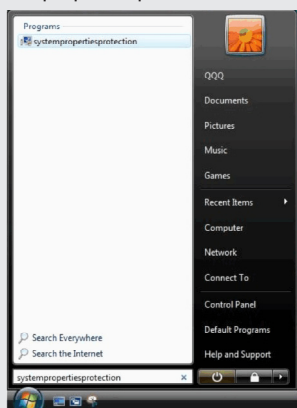 Programs
systempropertiesprotection
Search Everywhere
Search the Internet
systempropertiesprotection
QQQ
Documents
Pictures
Music
Games
Recent Items
Computer
Network
Connect To
Control Panel
Default Programs
Help and Support